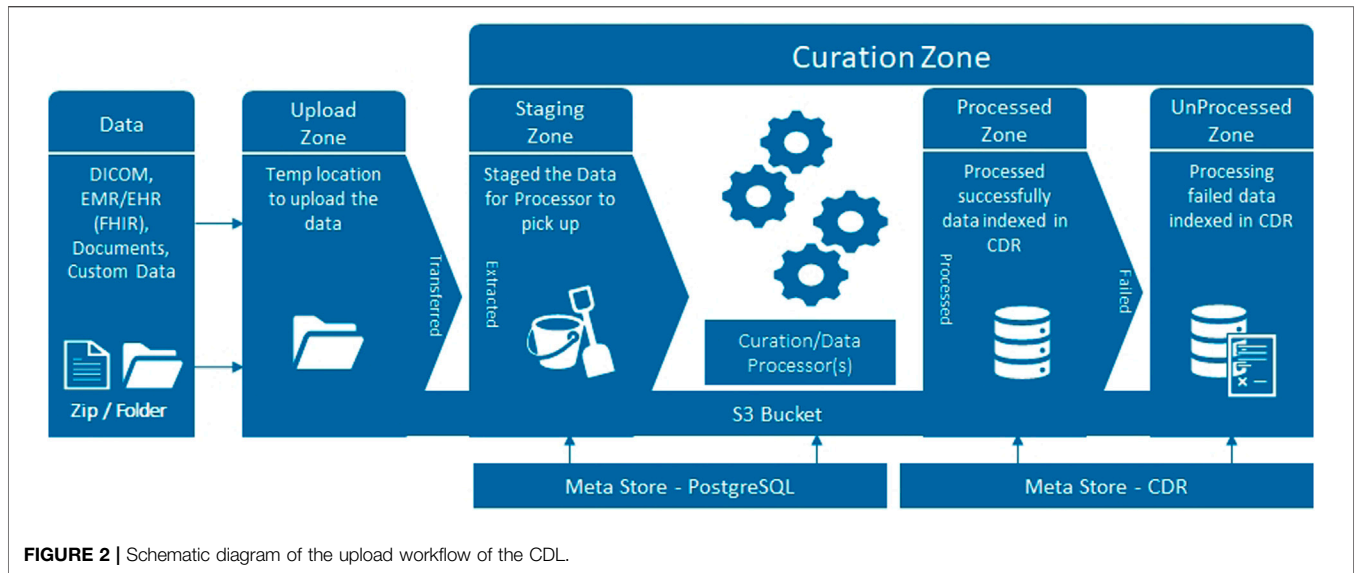 Curation Zone
Data
DICOM,
EMR/EHR
(FHIR),
Documents,
Custom Data
Zip / Folder
Upload
Zone
Temp location
to upload the
data
Transferred
Staging
Zone
Staged the Data
for Processor to
pick up
Extracted
Curation/Data
Processor(s)
Processed
Zone
Processed
successfully
data indexed in
CDR
Processed
Failed
UnProcessed
Zone
Processing
failed data
indexed in CDR
S3 Bucket
Meta Store - PostgreSQL
Meta Store - CDR
FIGURE 2 | Schematic diagram of the upload workflow of the CDL.